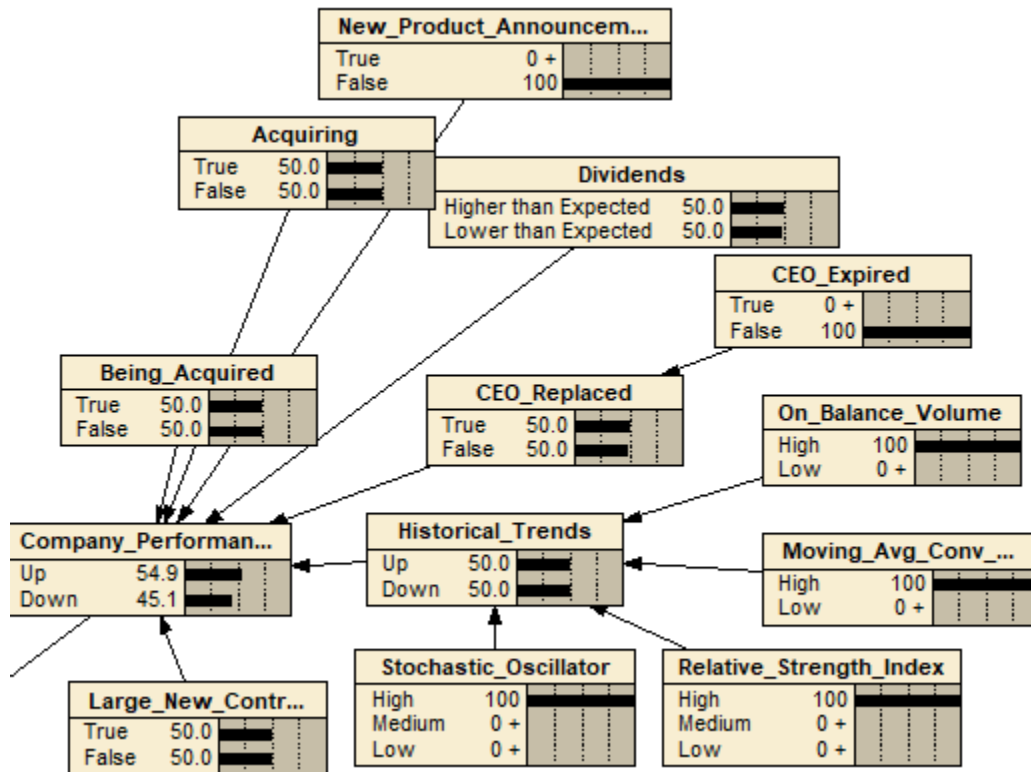 New_Product_Announcem...
True 0 +
False 100
Acquiring
True 50.0
False 50.0
Dividends
Higher than Expected 50.0
Lower than Expected 50.0
CEO_Expired
True 0 +
False 100
Being_Acquired
True 50.0
False 50.0
CEO_Replaced
True 50.0
False 50.0
On_Balance_Volume
High 100
Low 0 +
Company_Performan...
Up 54.9
Down 45.1
Historical_Trends
Up 50.0
Down 50.0
Moving_Avg_Conv_...
High 100
Low 0 +
Large_New_Contr...
True 50.0
False 50.0
Stochastic_Oscillator
High 100
Medium 0 +
Low 0 +
Relative_Strength_Index
High 100
Medium 0 +
Low 0 +